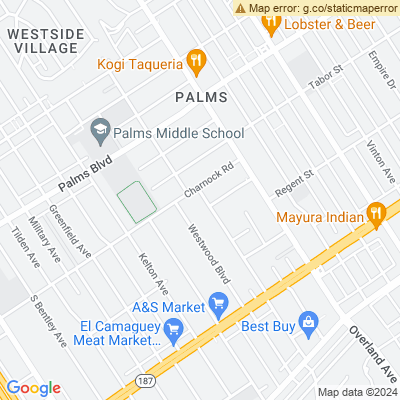 Map error: g.co/staticmaperror
WESTSIDE
VILLAGE
Lobster & Beer
Kogi Taqueria
Empire Dr
Tabor St
PALMS
Palms Middle School
Vinton Ave
Palms Blvd
Charnock Rd
Regent St
Mayura Indian
Greenfield Ave
Military Ave
Tilden Ave
Westwood Blvd
Kelton Ave
S Bentley Ave
A&S Market
El Camaguey
Meat Market...
Best Buy
Overland Ave
187
Google
Map data ©2024